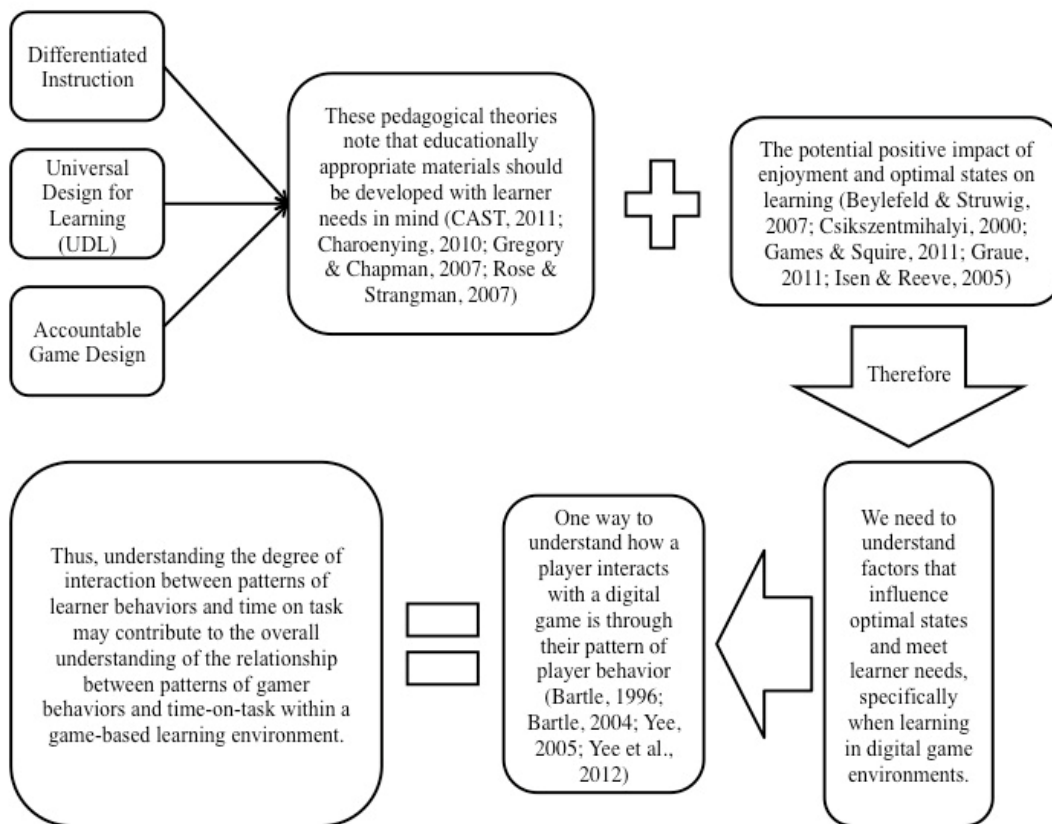 Differentiated
Instruction
Universal
Design for
Learning
(UDL)
Accountable
Game Design
These pedagogical theories
note that educationally
appropriate materials should
be developed with learner
needs in mind (CAST, 2011;
Charoenying, 2010; Gregory
& Chapman, 2007; Rose &
Strangman, 2007)
The potential positive impact of
enjoyment and optimal states on
learning (Beylefeld & Struwig,
2007; Csikszentmihalyi, 2000;
Games & Squire, 2011; Graue,
2011; Isen & Reeve, 2005)
Therefore
We need to
understand
factors that
influence
optimal states
and meet
learner needs,
specifically
when learning
in digital game
environments.
One way to
understand how a
player interacts
with a digital
game is through
their pattern of
player behavior
(Bartle, 1996;
Bartle, 2004; Yee,
2005; Yee et al.,
2012)
Thus, understanding the degree of
interaction between patterns of
learner behaviors and time on task
may contribute to the overall
understanding of the relationship
between patterns of gamer
behaviors and time-on-task within a
game-based learning environment.